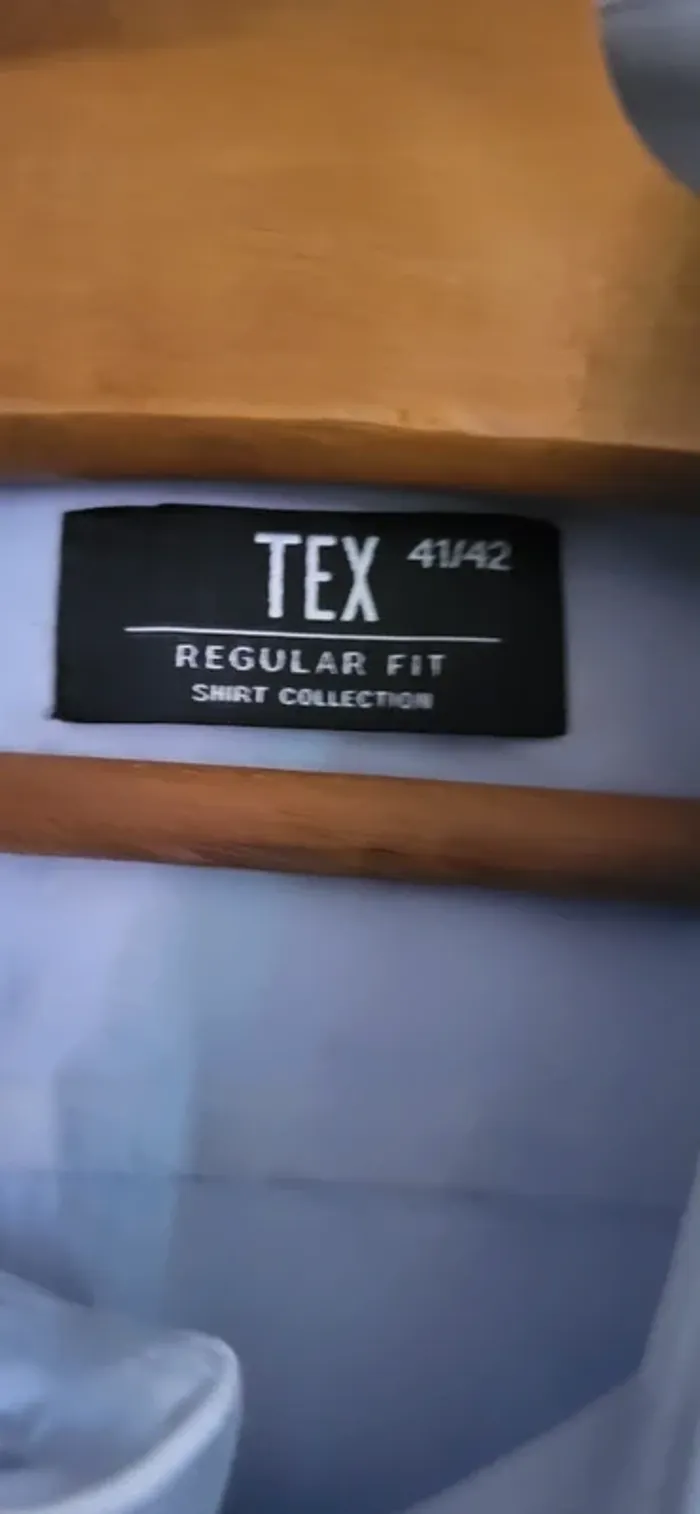 TEX 41/42
REGULAR FIT
SHIRT COLLECTION